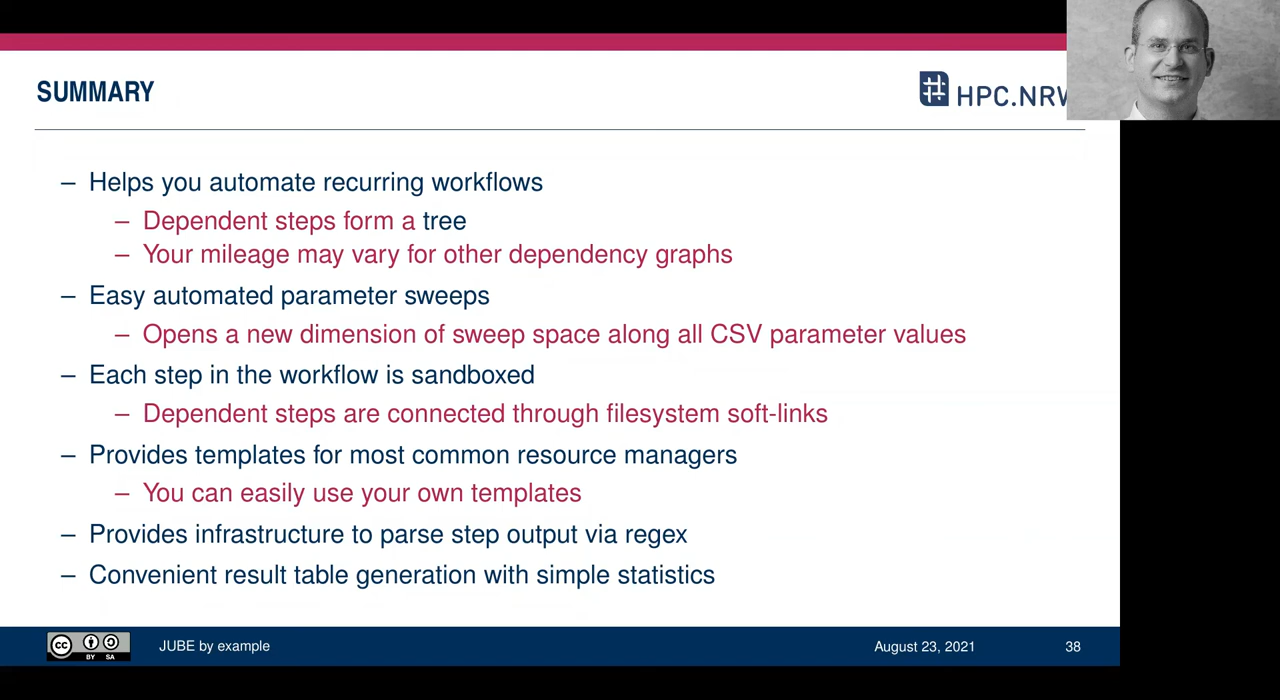 SUMMARY
HPC.NRW
– Helps you automate recurring workflows
– Dependent steps form a tree
– Your mileage may vary for other dependency graphs
– Easy automated parameter sweeps
– Opens a new dimension of sweep space along all CSV parameter values
– Each step in the workflow is sandboxed
– Dependent steps are connected through filesystem soft-links
– Provides templates for most common resource managers
– You can easily use your own templates
– Provides infrastructure to parse step output via regex
– Convenient result table generation with simple statistics
cc BY SA
JUBE by example
August 23, 2021
38